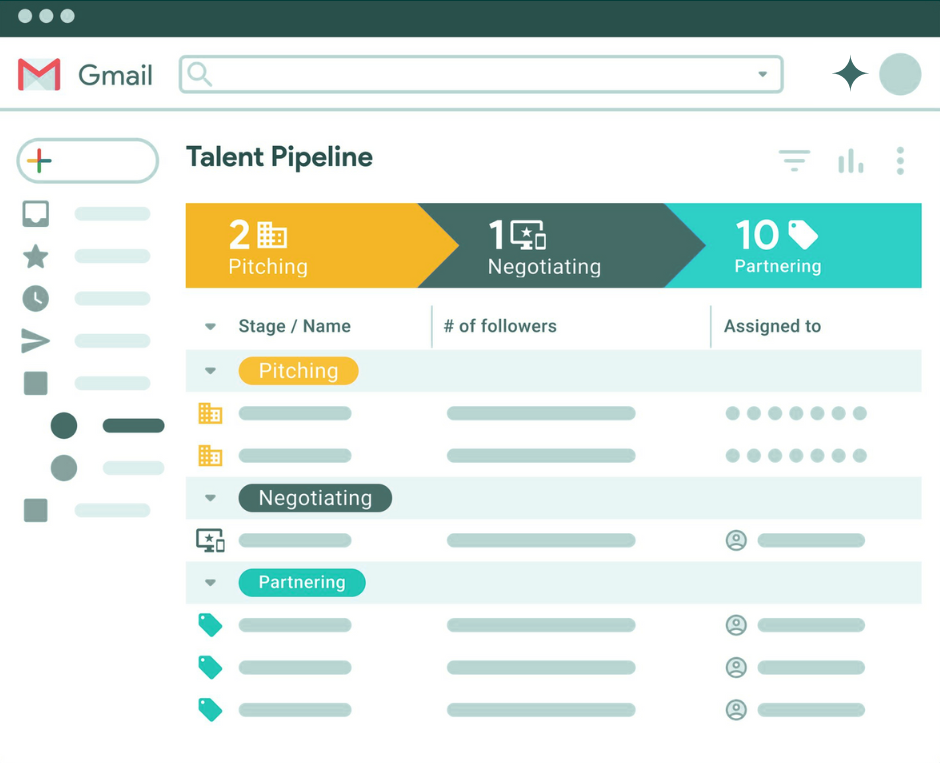 Gmail
Talent Pipeline
2
Pitching
1
Negotiating
10
Partnering
Stage / Name
# of followers
Assigned to
Pitching
Negotiating
Partnering